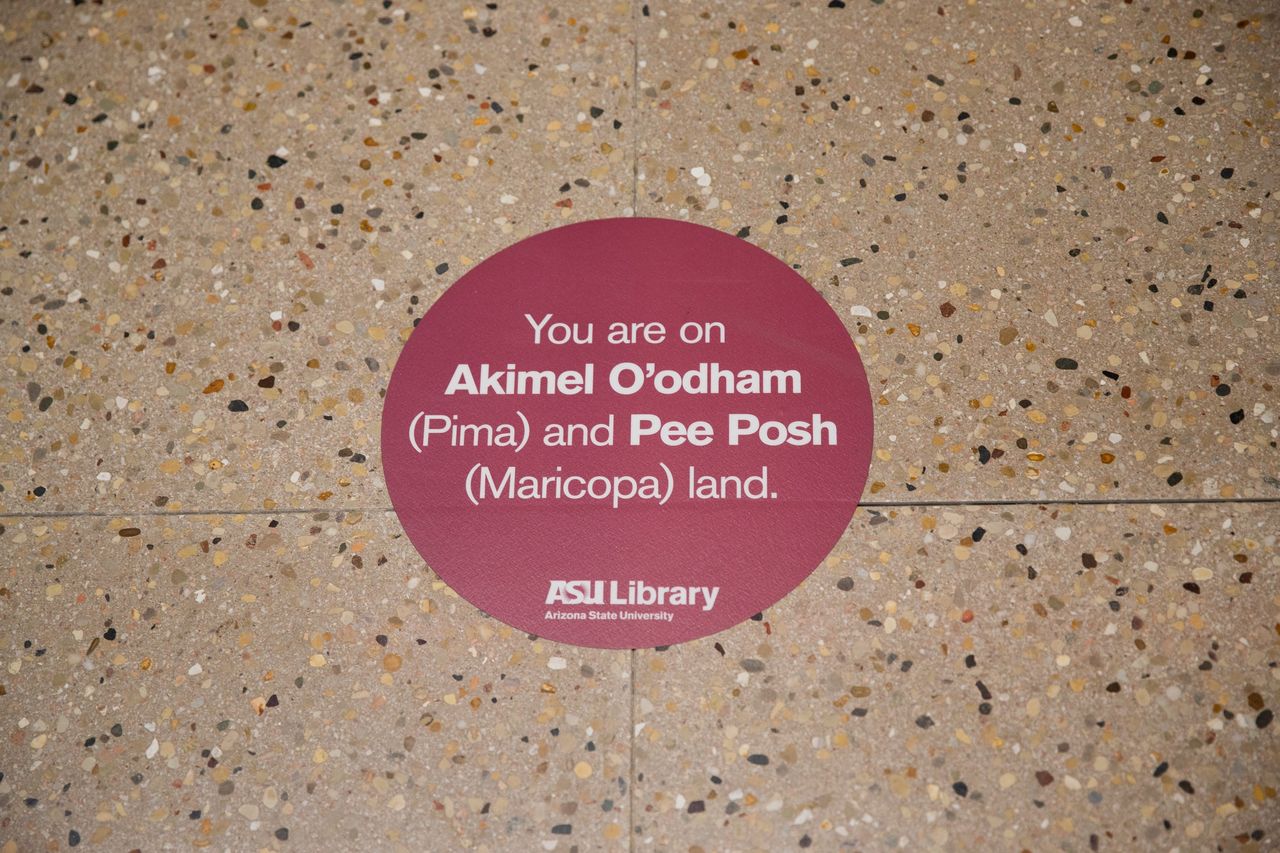 You are on
Akimel O’odham
(Pima) and Pee Posh
(Maricopa) land.
ASU Library
Arizona State University